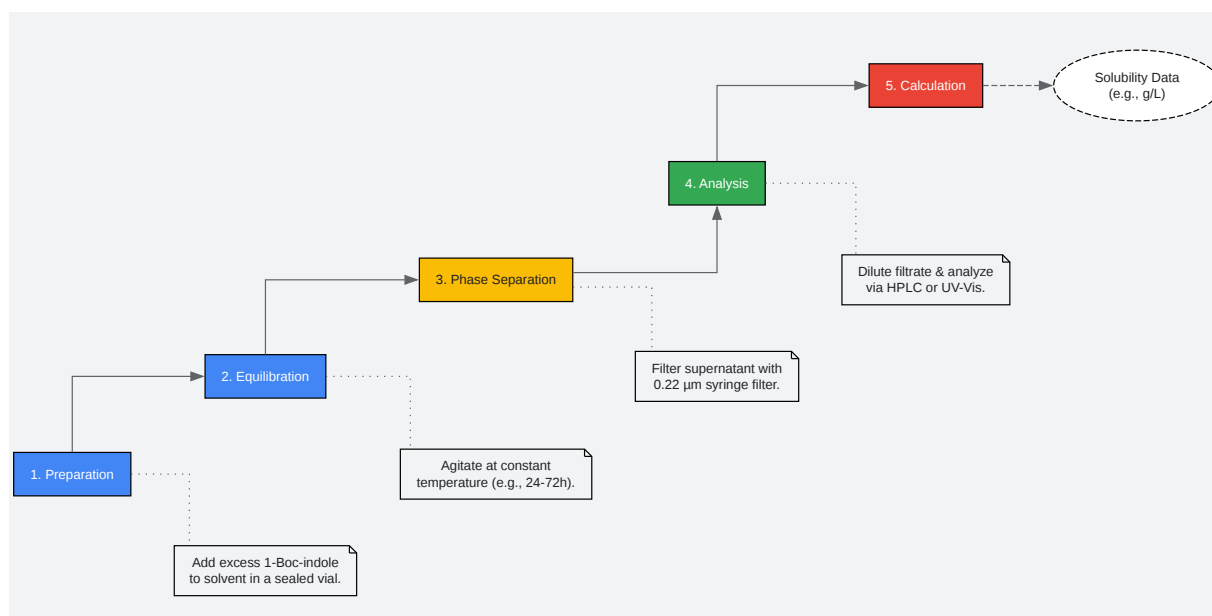 1. Preparation
Add excess 1-Boc-indole
to solvent in a sealed vial.
2. Equilibration
Agitate at constant
temperature (e.g., 24-72h).
3. Phase Separation
Filter supernatant with
0.22 µm syringe filter.
4. Analysis
Dilute filtrate & analyze
via HPLC or UV-Vis.
5. Calculation
Solubility Data
(e.g., g/L)